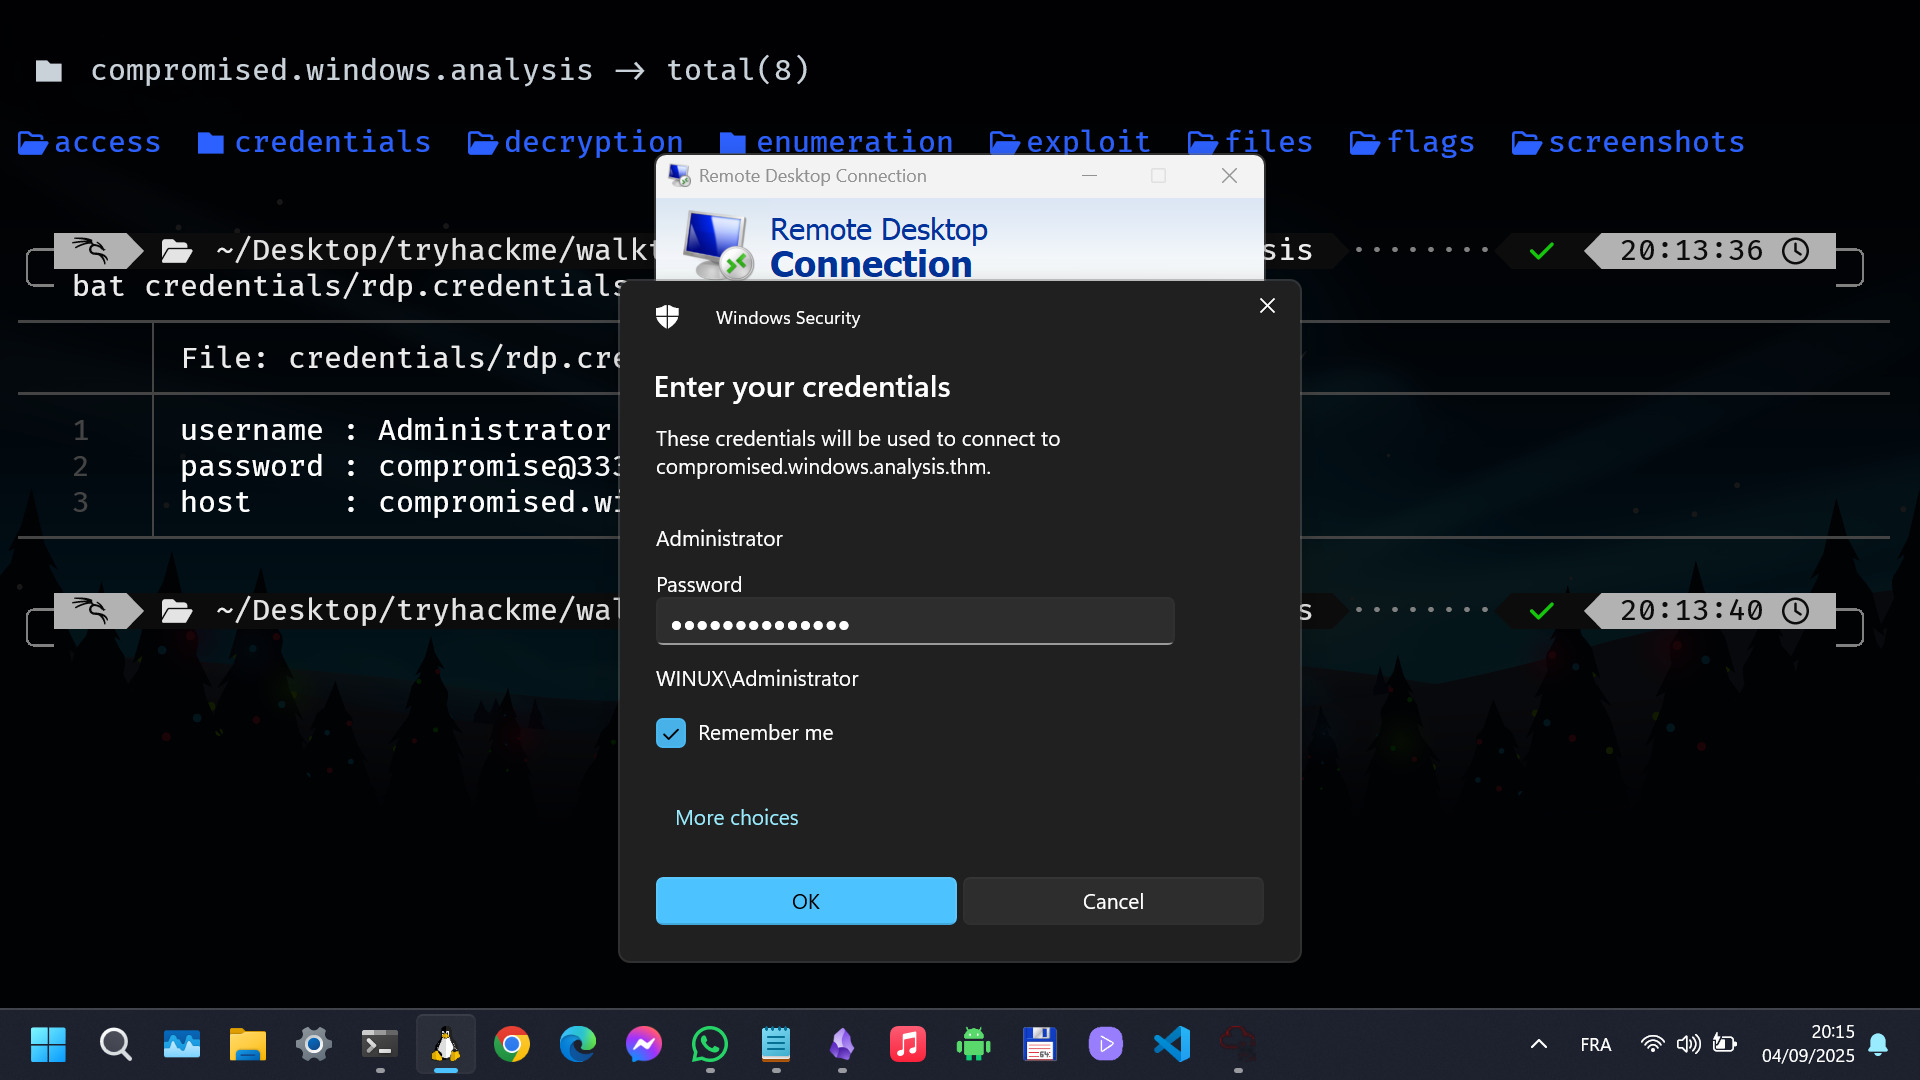 compromised.windows.analysis → total(8)
access credentials decryption enumeration exploit files flags screenshots
Remote Desktop Connection
Remote Desktop
Connection
~/Desktop/tryhackme/walkt sis ········ ✓ 20:13:36
bat credentials/rdp.credentials
File: credentials/rdp.cre
1 username : Administrator
2 password : compromise@333
3 host : compromised.wi
Windows Security
Enter your credentials
These credentials will be used to connect to
compromised.windows.analysis.thm.
Administrator
Password
••••••••••••••
WINUX\Administrator
Remember me
More choices
OK Cancel
~/Desktop/tryhackme/wal s ········ ✓ 20:13:40
64
FRA
20:15
04/09/2025